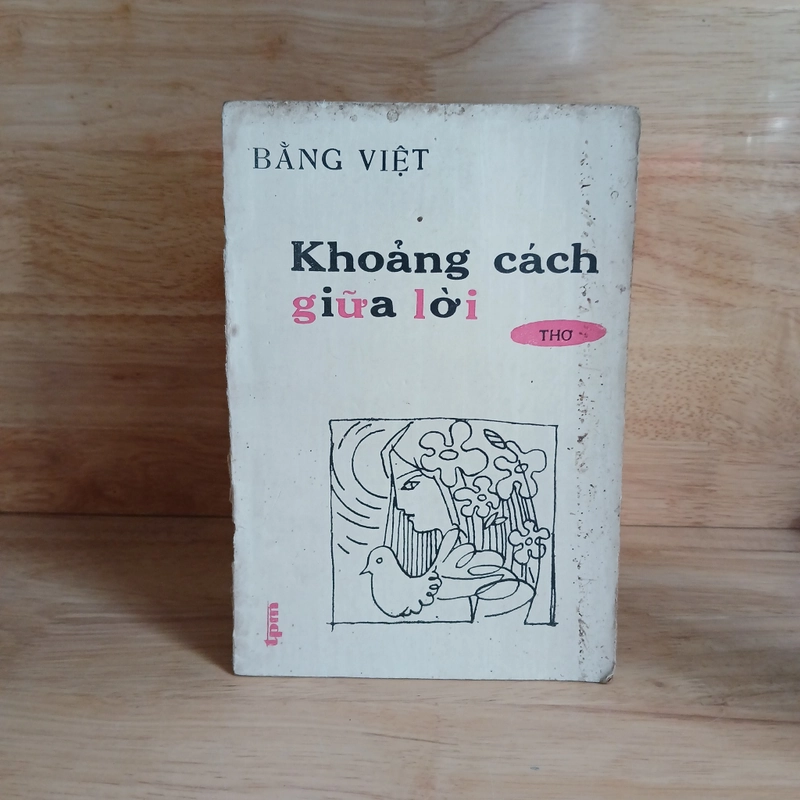 BẰNG VIỆT
Khoảng cách
giữa lời
THƠ
tpm